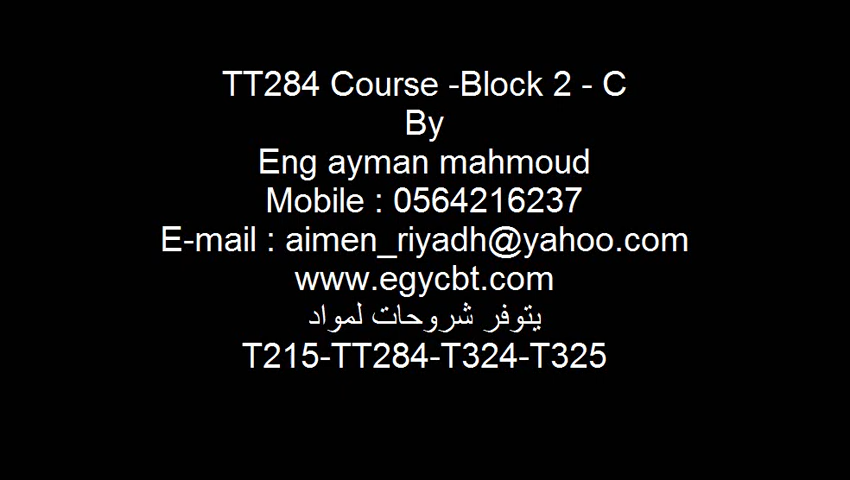 TT284 Course -Block 2 - C
By
Eng ayman mahmoud
Mobile : 0564216237
E-mail : aimen_riyadh@yahoo.com
www.egycbt.com
يتوفر شروحات لمواد
T215-TT284-T324-T325